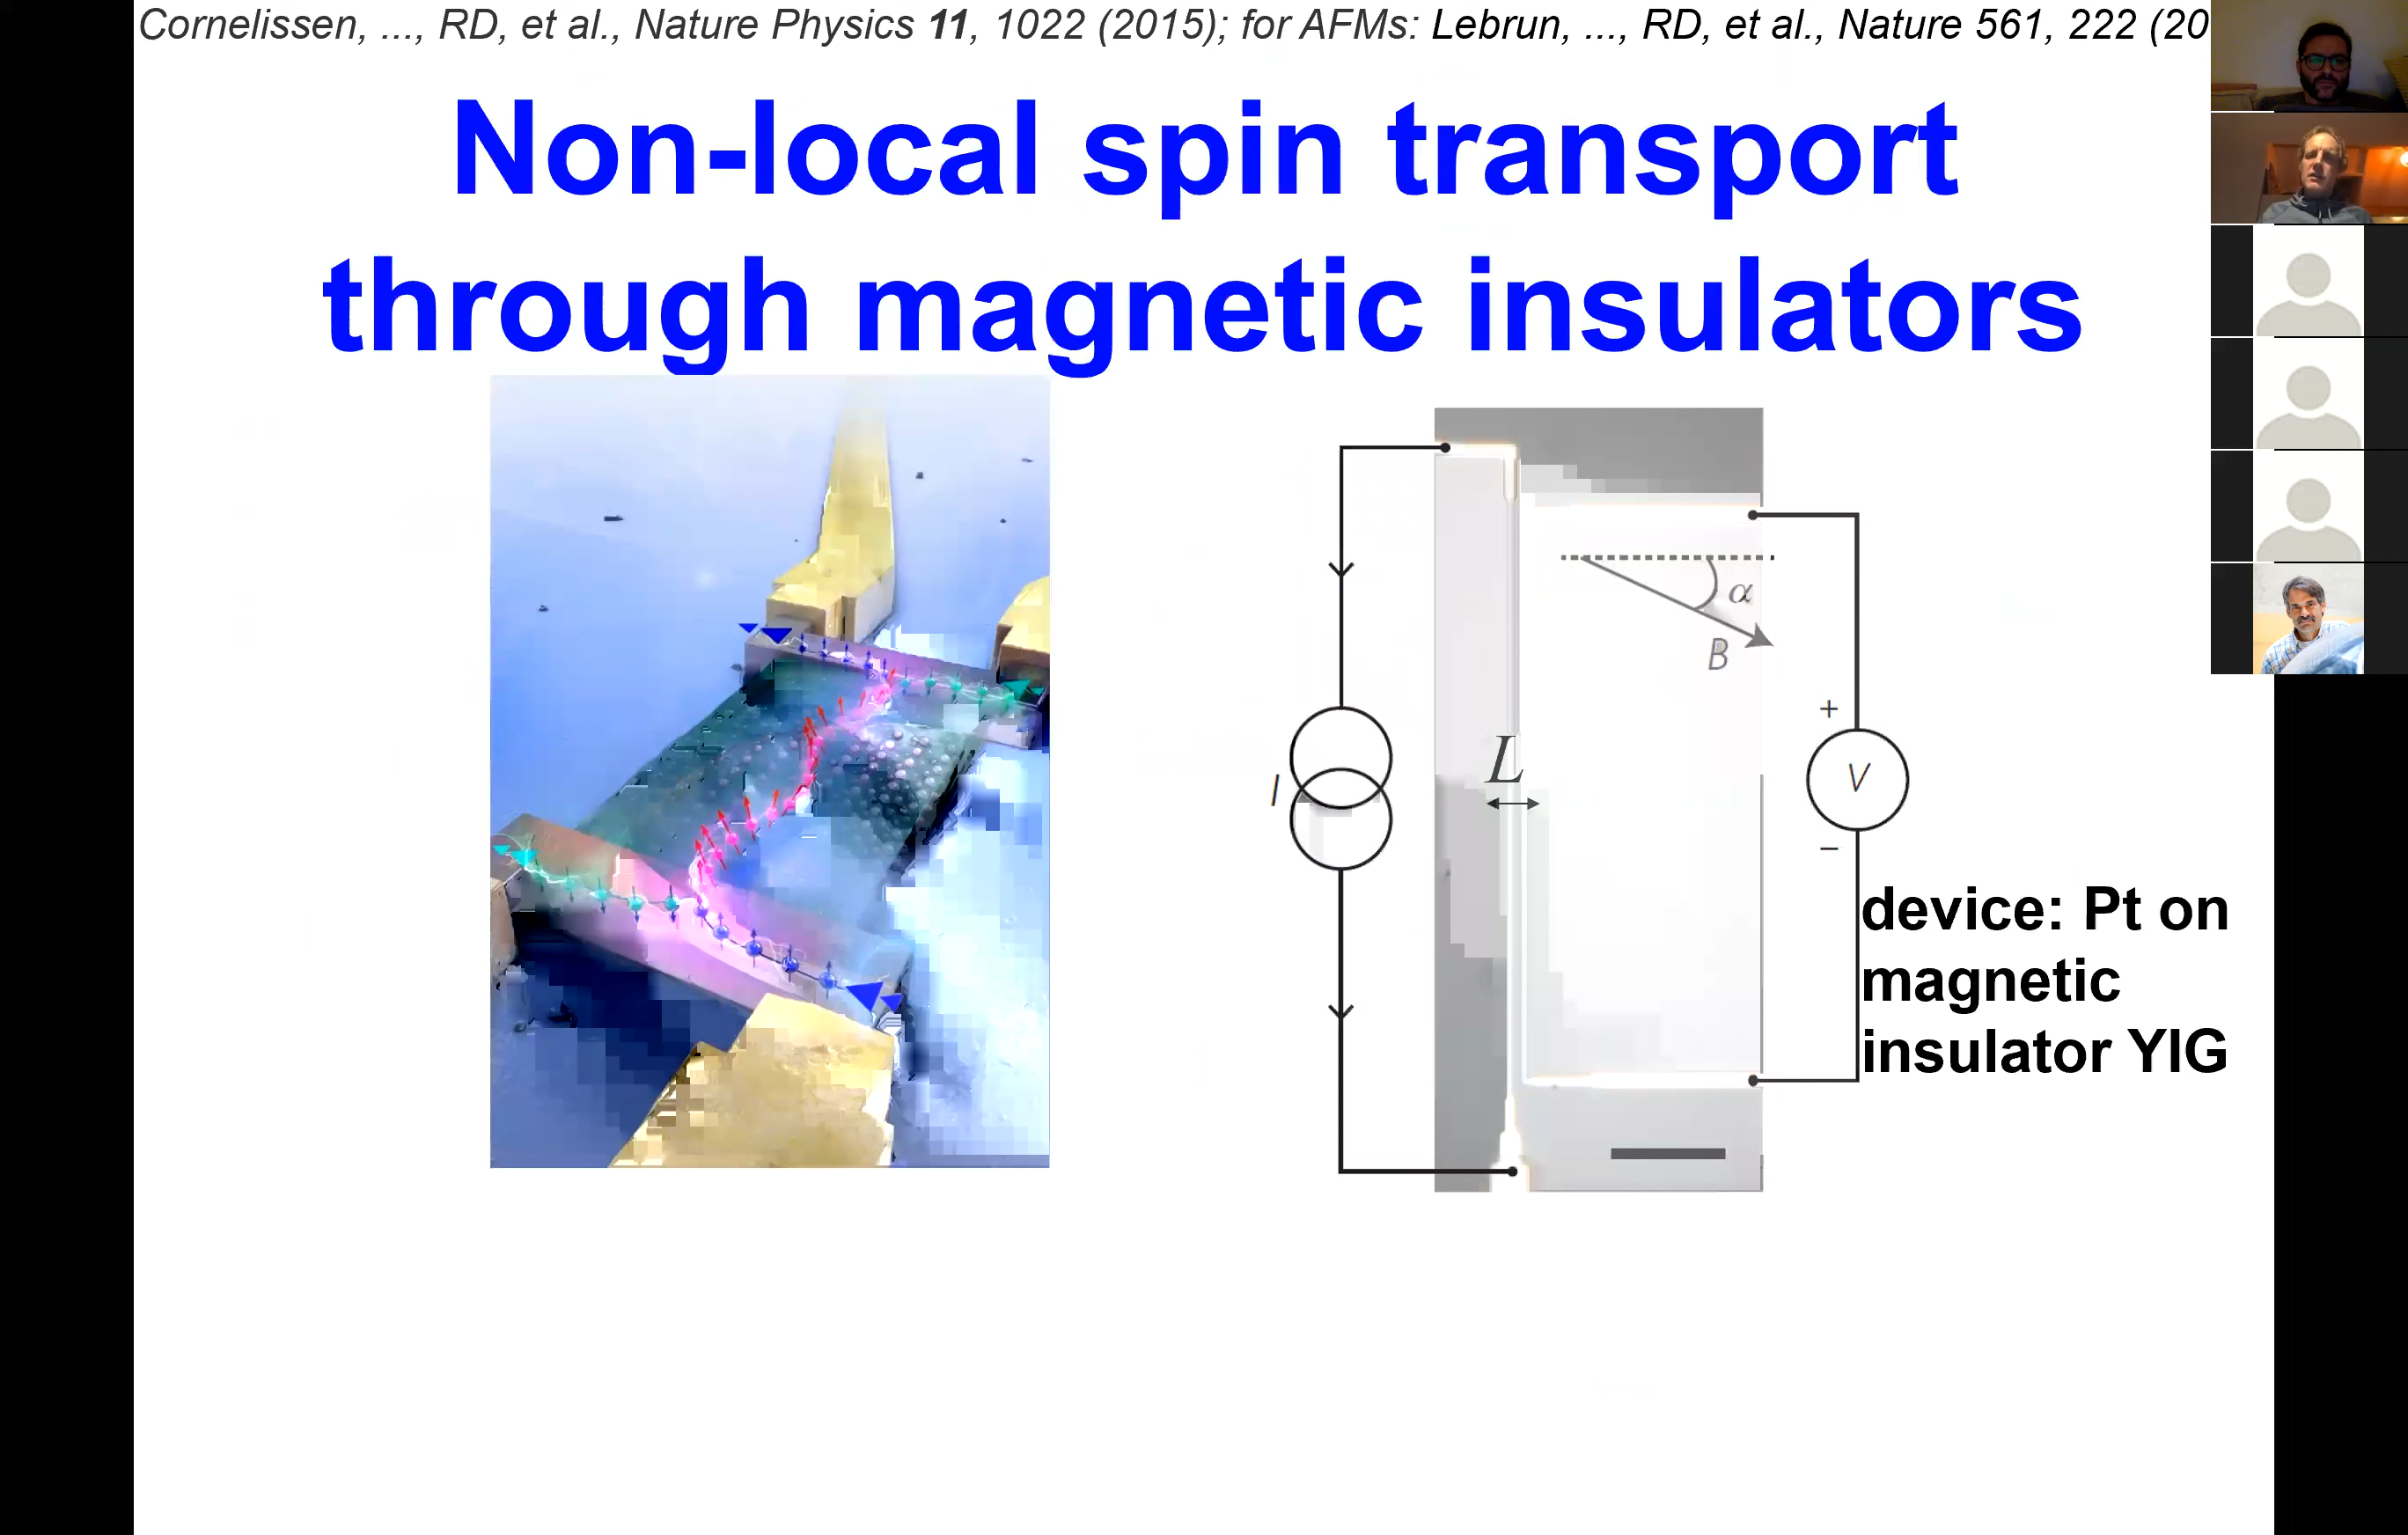 Cornelissen, ..., RD, et al., Nature Physics 11, 1022 (2015); for AFMs: Lebrun, ..., RD, et al., Nature 561, 222 (20
Non-local spin transport
through magnetic insulators
α
B
+
L
I
V
−
device: Pt on
magnetic
insulator YIG